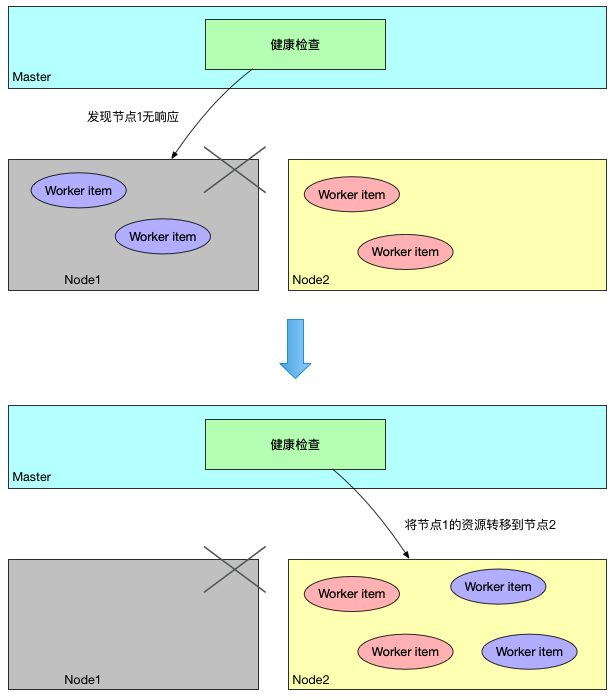 健康检查
Master
发现节点1无响应
Worker item
Worker item
Node1
Worker item
Worker item
Node2
健康检查
Master
将节点1的资源转移到节点2
Node1
Worker item
Worker item
Worker item
Worker item
Node2